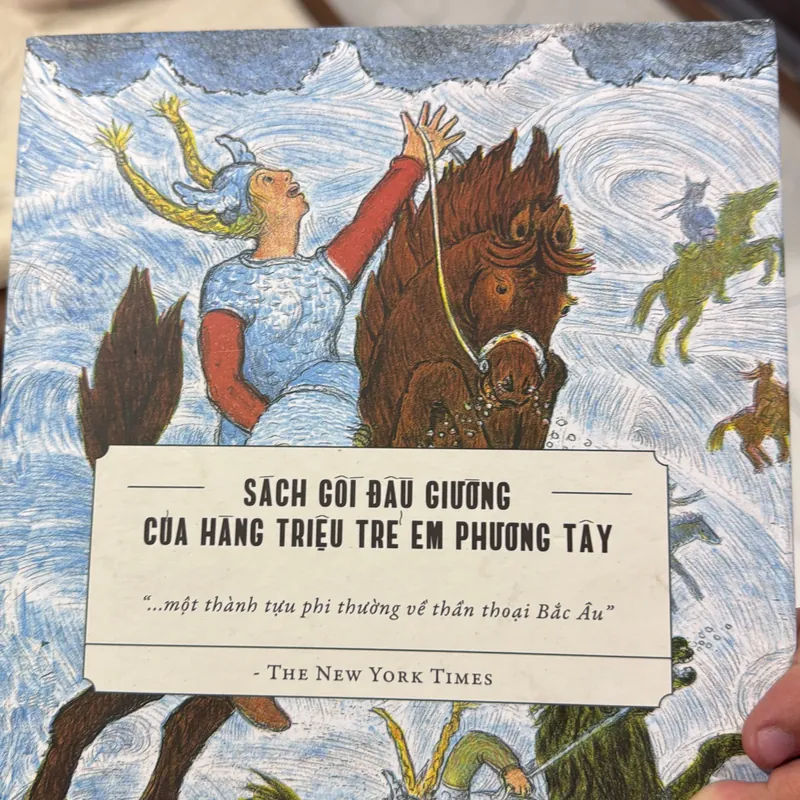 SÁCH GỐI ĐẦU GIƯỜNG
CỦA HÀNG TRIỆU TRẺ EM PHƯƠNG TÂY
“...một thành tựu phi thường về thần thoại Bắc Âu”
- THE NEW YORK TIMES